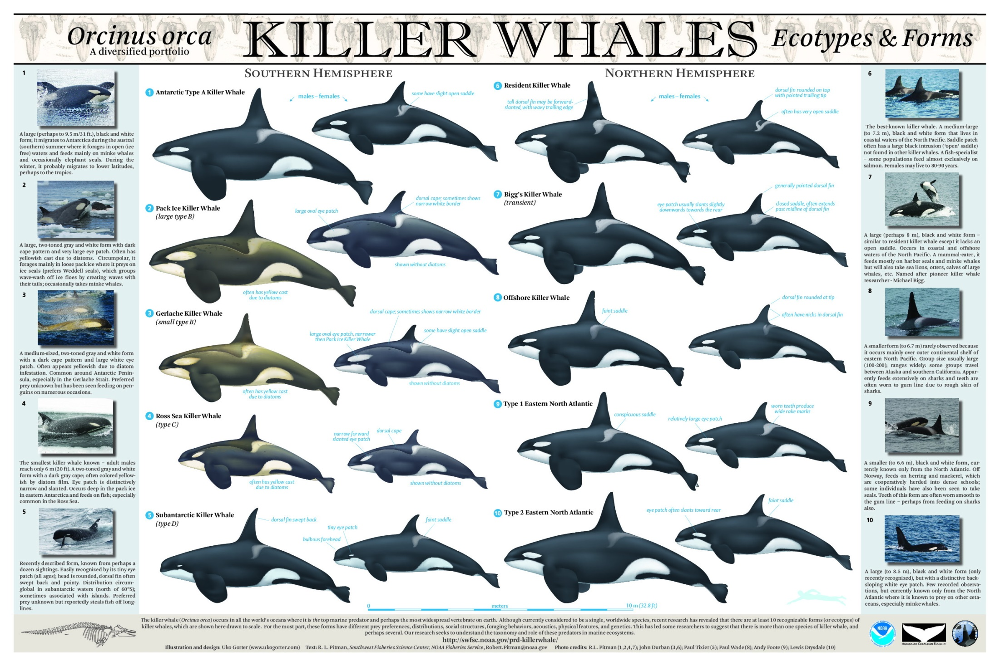 Orcinus orca
A diversified portfolio
KILLER WHALES
Ecotypes & Forms
1
A large (perhaps to 9.5 m/31 ft.), black and white
form; it migrates to Antarctica during the austral
(southern) summer where it forages in open (ice
free) waters and feeds mainly on minke whales
and occasionally elephant seals. During the
winter, it probably migrates to lower latitudes,
perhaps to the tropics.
2
A large, two-toned gray and white form with dark
cape pattern and very large eye patch. Often has
yellowish cast due to diatoms. Circumpolar, it
forages mainly in loose pack ice where it preys on
ice seals (prefers Weddell seals), which groups
wave-wash off ice floes by creating waves with
their tails; occasionally takes minke whales.
3
A medium-sized, two-toned gray and white form
with a dark cape pattern and large white eye
patch. Often appears yellowish due to diatom
infestation. Common around Antarctic Penin-
sula, especially in the Gerlache Strait. Preferred
prey unknown but has been seen feeding on pen-
guins on numerous occasions.
4
The smallest killer whale known – adult males
reach only 6 m (20 ft). A two-toned gray and white
form with a dark gray cape; often colored yellow-
ish by diatom film. Eye patch is distinctively
narrow and slanted. Occurs deep in the pack ice
in eastern Antarctica and feeds on fish; especially
common in the Ross Sea.
5
Recently described form, known from perhaps a
dozen sightings. Easily recognized by its tiny eye
patch (all ages); head is rounded, dorsal fin often
swept back and pointy. Distribution circum-
global in subantarctic waters (north of 60°S);
sometimes associated with islands. Preferred
prey unknown but reportedly steals fish off long-
lines.
SOUTHERN HEMISPHERE
1 Antarctic Type A Killer Whale
males – females
some have slight open saddle
2 Pack Ice Killer Whale
(large type B)
large oval eye patch
dorsal cape; sometimes shows
narrow white border
shown without diatoms
often has yellow cast
due to diatoms
3 Gerlache Killer Whale
(small type B)
dorsal cape; sometimes shows narrow white border
large oval eye patch, narrower
then Pack Ice Killer Whale
some have slight open saddle
shown without diatoms
often has yellow cast
due to diatoms
4 Ross Sea Killer Whale
(type C)
narrow forward
slanted eye patch
dorsal cape
often has yellow cast
due to diatoms
shown without diatoms
5 Subantarctic Killer Whale
(type D)
dorsal fin swept back
tiny eye patch
bulbous forehead
faint saddle
NORTHERN HEMISPHERE
6 Resident Killer Whale
tall dorsal fin may be forward-
slanted, with wavy trailing edge
males – females
dorsal fin rounded on top
with pointed trailing tip
often has very open saddle
7 Bigg's Killer Whale
(transient)
generally pointed dorsal fin
eye patch usually slants slightly
downwards towards the rear
closed saddle, often extends
past midline of dorsal fin
8 Offshore Killer Whale
faint saddle
dorsal fin rounded at tip
often have nicks in dorsal fin
9 Type 1 Eastern North Atlantic
conspicuous saddle
relatively large eye patch
worn teeth produce
wide rake marks
10 Type 2 Eastern North Atlantic
eye patch often slants toward rear
faint saddle
0 meters 10 m (32.8 ft)
6
The best-known killer whale. A medium-large
(to 7.2 m), black and white form that lives in
coastal waters of the North Pacific. Saddle patch
often has a large black intrusion ('open' saddle)
not found in other killer whales. A fish-specialist
– some populations feed almost exclusively on
salmon. Females may live to 80-90 years.
7
A large (perhaps 8 m), black and white form –
similar to resident killer whale except it lacks an
open saddle. Occurs in coastal and offshore
waters of the North Pacific. A mammal-eater, it
feeds mostly on harbor seals and minke whales
but will also take sea lions, otters, calves of large
whales, etc. Named after pioneer killer whale
researcher - Michael Bigg.
8
A smaller form (to 6.7 m) rarely observed because
it occurs mainly over outer continental shelf of
eastern North Pacific. Group size usually large
(100-200); ranges widely: some groups travel
between Alaska and southern California. Appar-
ently feeds extensively on sharks and teeth are
often worn to gum line due to rough skin of
sharks.
9
A smaller (to 6.6 m), black and white form, cur-
rently known only from the North Atlantic. Off
Norway, feeds on herring and mackerel, which
are cooperatively herded into dense schools;
some individuals have also been seen to take
seals. Teeth of this form are often worn smooth to
the gum line – perhaps from feeding on sharks
also.
10
A large (to 8.5 m), black and white form (only
recently recognized), but with a distinctive back-
sloping white eye patch. Few recorded observa-
tions, but currently known only from the North
Atlantic where it is known to prey on other ceta-
ceans, especially minke whales.
The killer whale (Orcinus orca) occurs in all the world's oceans where it is the top marine predator and perhaps the most widespread vertebrate on earth. Although currently considered to be a single, worldwide species, recent research has revealed that there are at least 10 recognizable forms (or ecotypes) of
killer whales, which are shown here drawn to scale. For the most part, these forms have different prey preferences, distributions, social structures, foraging behaviors, acoustics, physical features, and genetics. This has led some researchers to suggest that there is more than one species of killer whale, and
perhaps several. Our research seeks to understand the taxonomy and role of these predators in marine ecosystems.
http://swfsc.noaa.gov/prd-killerwhale/
Illustration and design: Uko Gorter (www.ukogorter.com) Text: R. L. Pitman, Southwest Fisheries Science Center, NOAA Fisheries Service, Robert.Pitman@noaa.gov Photo credits: R.L. Pitman (1,2,4,7); John Durban (3,6); Paul Tixier (5); Paul Wade (8); Andy Foote (9); Lewis Drysdale (10)
NOAA
AMERICAN CETACEAN SOCIETY